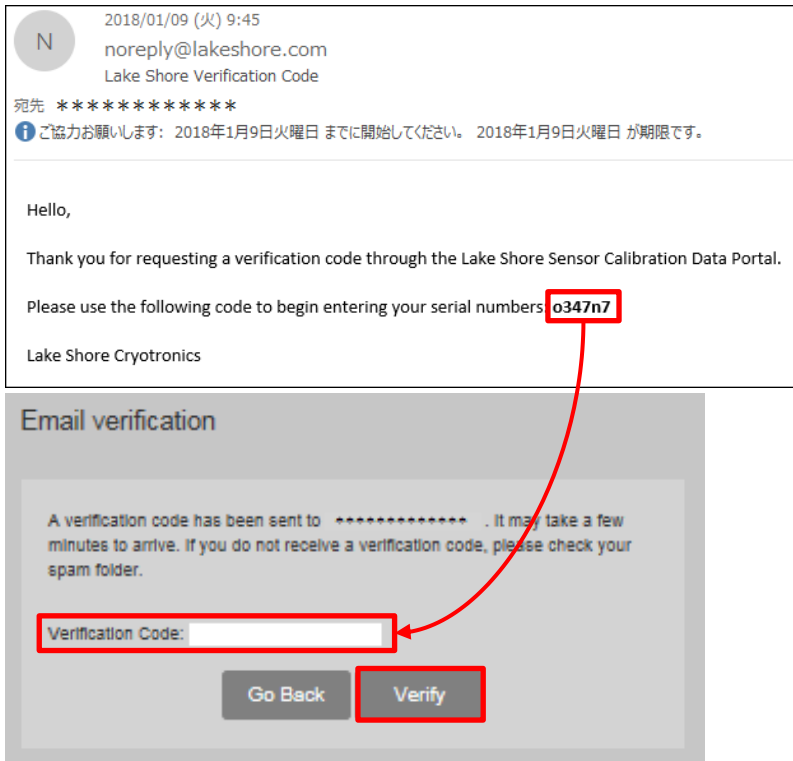 N
2018/01/09 (火) 9:45
noreply@lakeshore.com
Lake Shore Verification Code
宛先 ************
ご協力お願いします: 2018年1月9日火曜日 までに開始してください。 2018年1月9日火曜日 が期限です。
Hello,
Thank you for requesting a verification code through the Lake Shore Sensor Calibration Data Portal.
Please use the following code to begin entering your serial numbers: o347n7
Lake Shore Cryotronics
Email verification
A verification code has been sent to ************* . It may take a few
minutes to arrive. If you do not receive a verification code, please check your
spam folder.
Verification Code:
Go Back
Verify